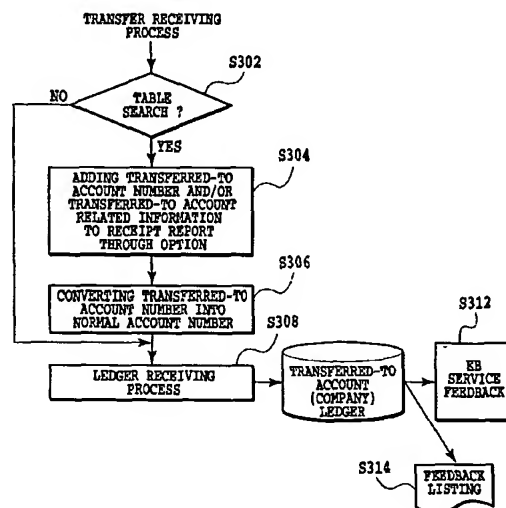 TRANSFER RECEIVING
PROCESS
S302
NO
TABLE
SEARCH ?
YES
S304
ADDING TRANSFERRED-TO
ACCOUNT NUMBER AND/OR
TRANSFERRED-TO ACCOUNT
RELATED INFORMATION
TO RECEIPT REPORT
THROUGH OPTION
S306
CONVERTING TRANSFERRED-TO
ACCOUNT NUMBER INTO
NORMAL ACCOUNT NUMBER
S308
LEDGER RECEIVING
PROCESS
TRANSFERRED-TO
ACCOUNT
(COMPANY)
LEDGER
S312
EB
SERVICE
FEEDBACK
S314
FEEDBACK
LISTING